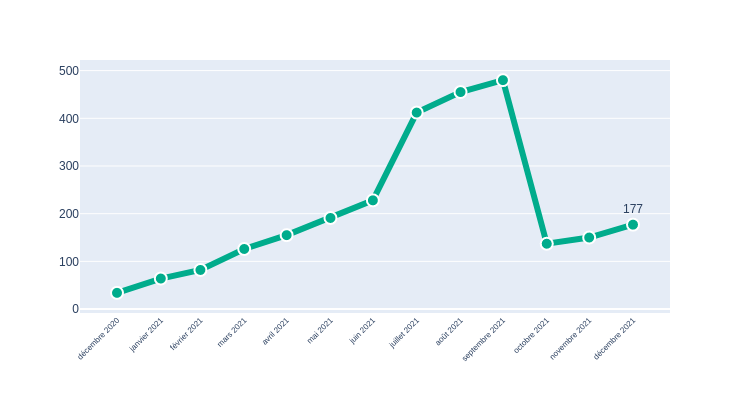 500
400
300
200
100
0
177
décembre 2020
janvier 2021
février 2021
mars 2021
avril 2021
mai 2021
juin 2021
juillet 2021
août 2021
septembre 2021
octobre 2021
novembre 2021
décembre 2021